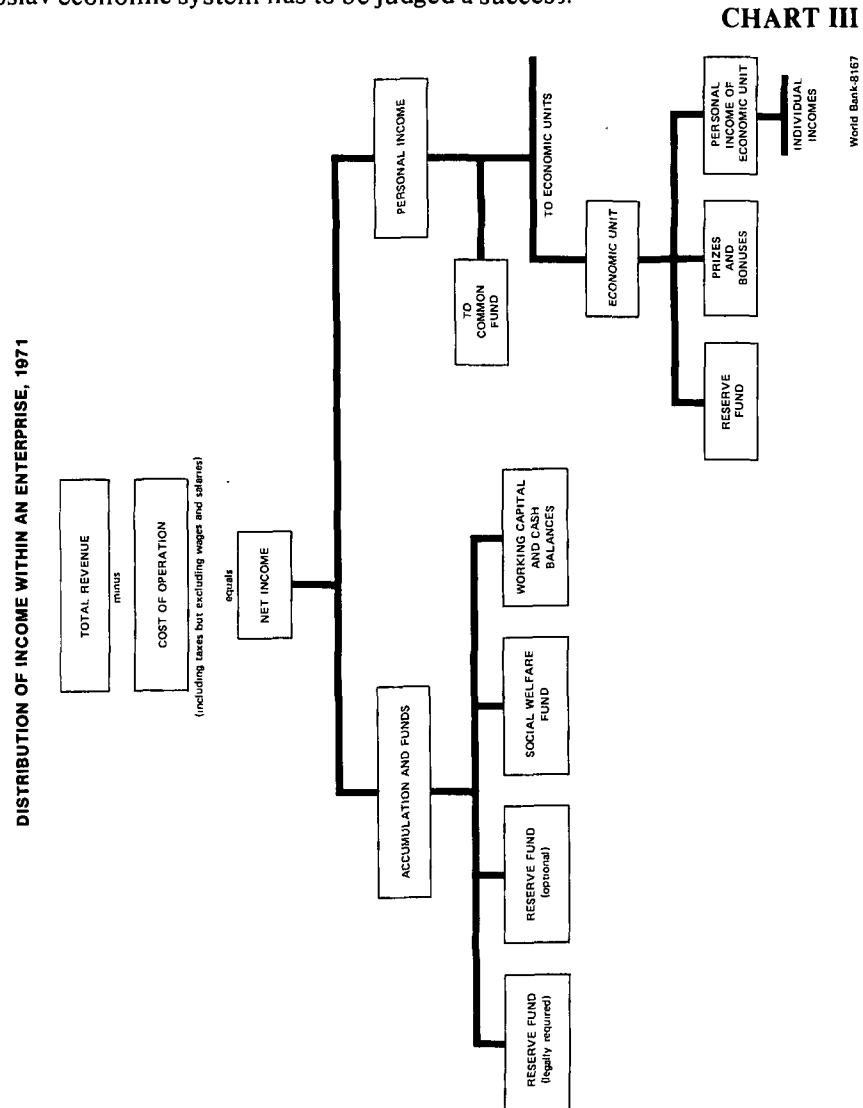 oslav economic system has to be judged a success.
CHART III
DISTRIBUTION OF INCOME WITHIN AN ENTERPRISE, 1971
TOTAL REVENUE
minus
COST OF OPERATION
(including taxes but excluding wages and salaries)
equals
NET INCOME
ACCUMULATION AND FUNDS
PERSONAL INCOME
RESERVE FUND
(legally required)
RESERVE FUND
(optional)
SOCIAL WELFARE
FUND
WORKING CAPITAL
AND CASH
BALANCES
TO
COMMON
FUND
TO ECONOMIC UNITS
ECONOMIC UNIT
RESERVE
FUND
PRIZES
AND
BONUSES
PERSONAL
INCOME OF
ECONOMIC UNIT
INDIVIDUAL
INCOMES
World Bank-8167